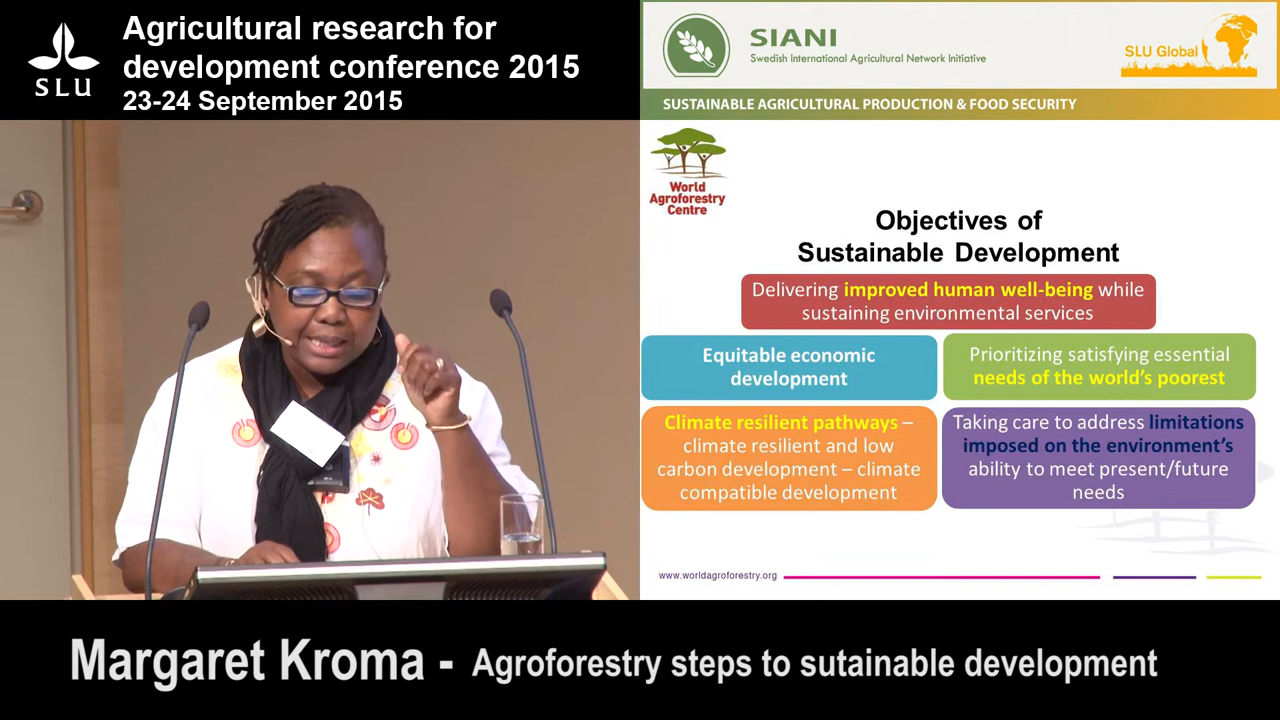 SLU
Agricultural research for
development conference 2015
23-24 September 2015
SIANI
Swedish International Agricultural Network Initiative
SLU Global
SUSTAINABLE AGRICULTURAL PRODUCTION & FOOD SECURITY
World
Agroforestry
Centre
Objectives of
Sustainable Development
Delivering improved human well-being while
sustaining environmental services
Equitable economic
development
Prioritizing satisfying essential
needs of the world's poorest
Climate resilient pathways –
climate resilient and low
carbon development – climate
compatible development
Taking care to address limitations
imposed on the environment's
ability to meet present/future
needs
www.worldagroforestry.org
Margaret Kroma - Agroforestry steps to sutainable development